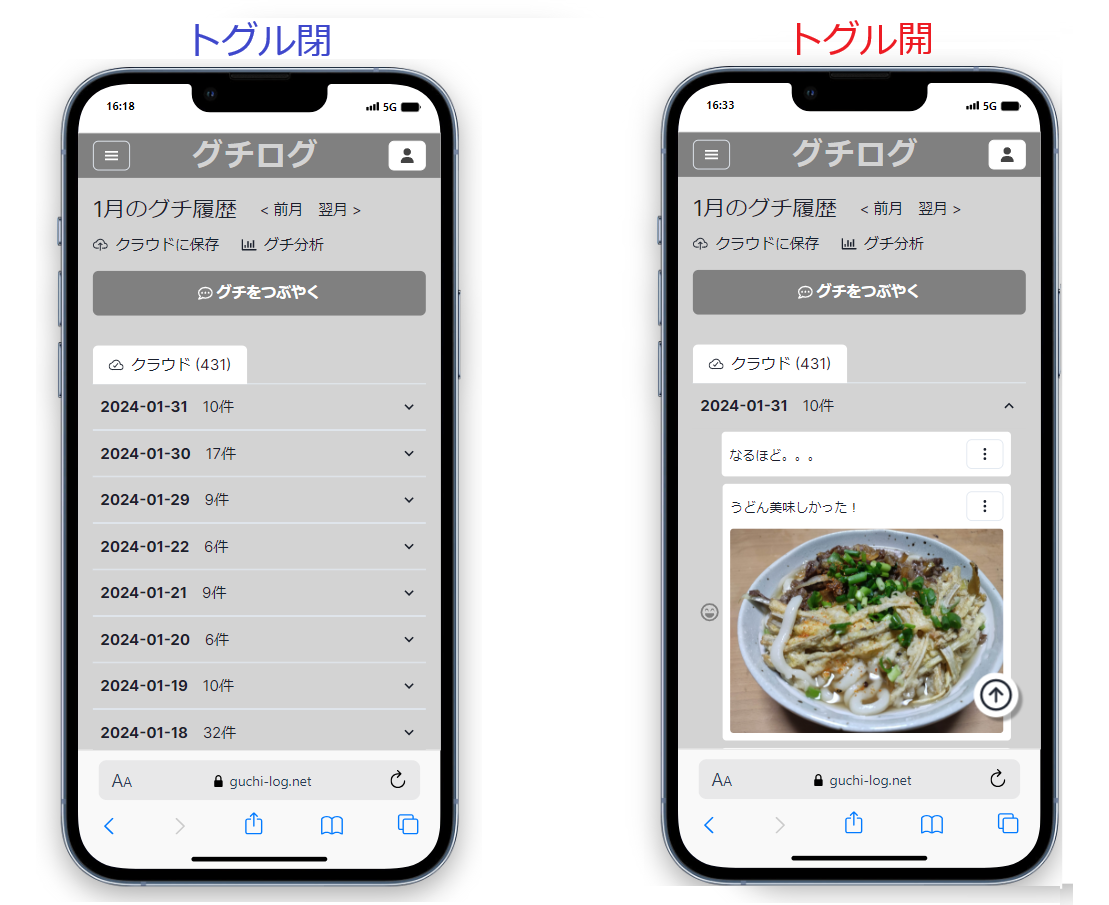 トグル閉
16:18
5G
グチログ
1月のグチ履歴 < 前月 翌月 >
クラウドに保存 グチ分析
グチをつぶやく
クラウド (431)
2024-01-31 10件
2024-01-30 17件
2024-01-29 9件
2024-01-22 6件
2024-01-21 9件
2024-01-20 6件
2024-01-19 10件
2024-01-18 32件
AA guchi-log.net
トグル開
16:33
5G
グチログ
1月のグチ履歴 < 前月 翌月 >
クラウドに保存 グチ分析
グチをつぶやく
クラウド (431)
2024-01-31 10件
なるほど。。。
うどん美味しかった！
AA guchi-log.net